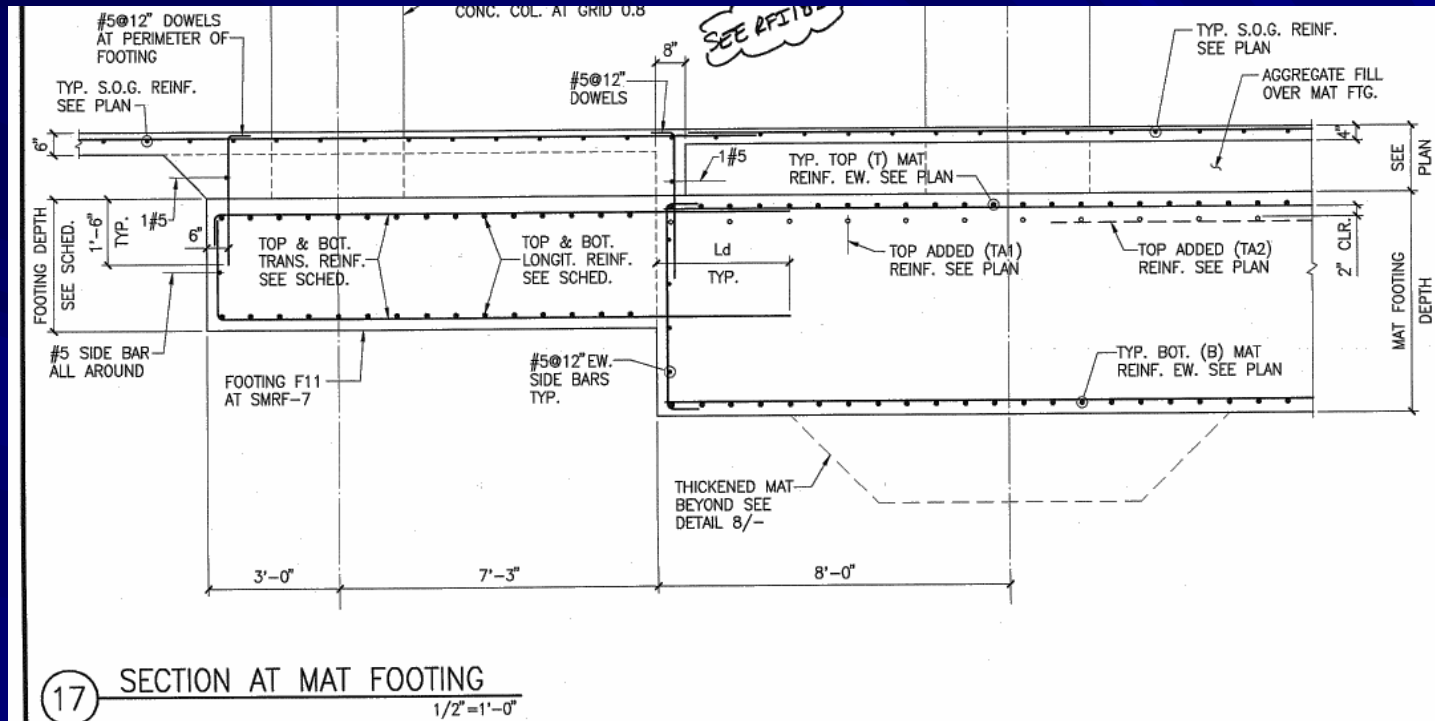 CONC. COL. AT GRID 0.8
#5@12" DOWELS
AT PERIMETER OF
FOOTING
TYP. S.O.G. REINF.
SEE PLAN
8"
#5@12"
DOWELS
TYP. S.O.G. REINF.
SEE PLAN
AGGREGATE FILL
OVER MAT FTG.
6"
4"
SEE
PLAN
1#5
TYP. TOP (T) MAT
REINF. EW. SEE PLAN
FOOTING DEPTH
SEE SCHED.
1'-6"
TYP.
1#5
6"
TOP & BOT.
TRANS. REINF.
SEE SCHED.
TOP & BOT.
LONGIT. REINF.
SEE SCHED.
Ld
TYP.
TOP ADDED (TA1)
REINF. SEE PLAN
TOP ADDED (TA2)
REINF. SEE PLAN
2" CLR.
MAT FOOTING
DEPTH
#5 SIDE BAR
ALL AROUND
FOOTING F11
AT SMRF-7
#5@12" EW.
SIDE BARS
TYP.
TYP. BOT. (B) MAT
REINF. EW. SEE PLAN
THICKENED MAT
BEYOND SEE
DETAIL 8/-
3'-0"
7'-3"
8'-0"
17
SECTION AT MAT FOOTING
1/2"=1'-0"
SEE